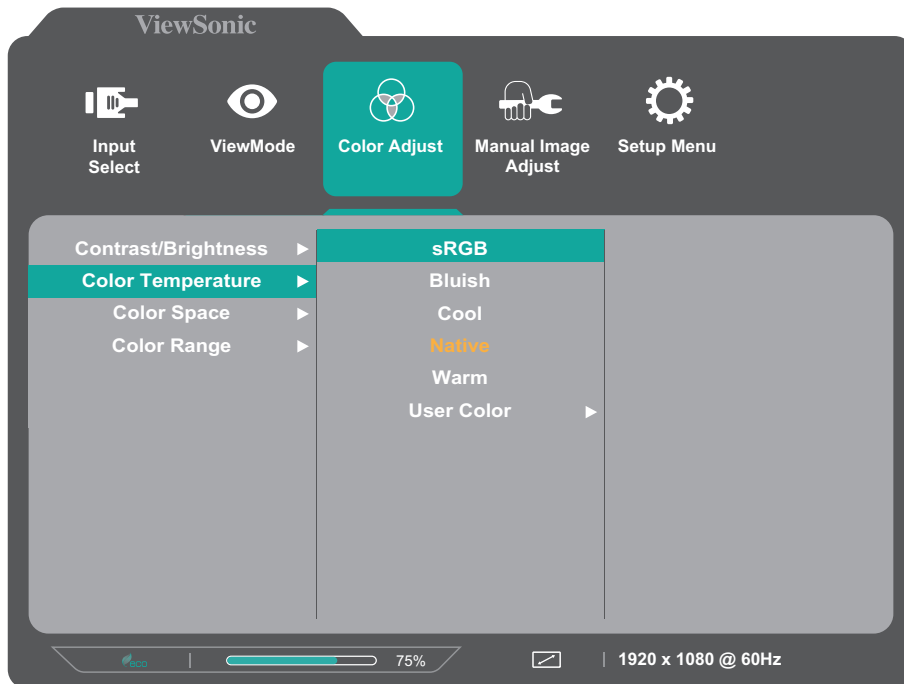 ViewSonic
Input
Select
ViewMode
Color Adjust
Manual Image
Adjust
Setup Menu
Contrast/Brightness
Color Temperature
Color Space
Color Range
sRGB
Bluish
Cool
Native
Warm
User Color
eco
75%
1920 x 1080 @ 60Hz